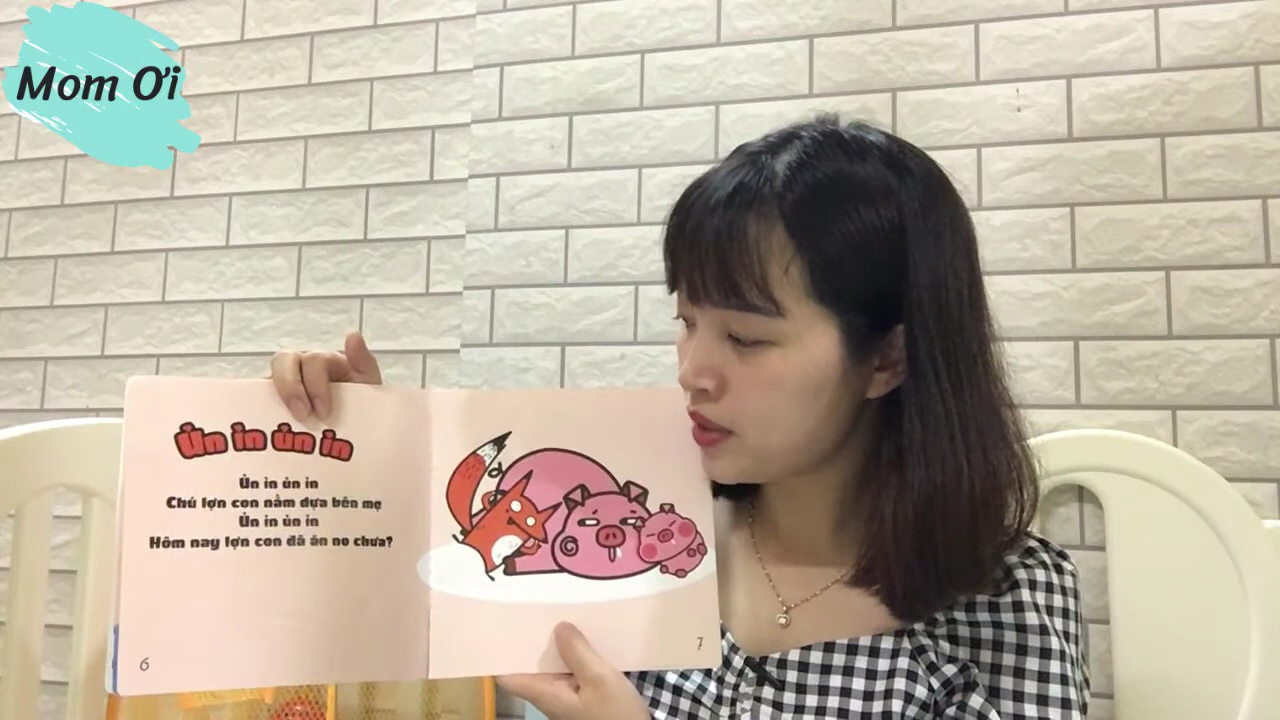 Mom Ơi
Ủn ỉn ủn ỉn
Ủn ỉn ủn ỉn
Chú lợn con nằm dựa bên mẹ
Ủn ỉn ủn ỉn
Hôm nay lợn con đã ăn no chưa?
6
7